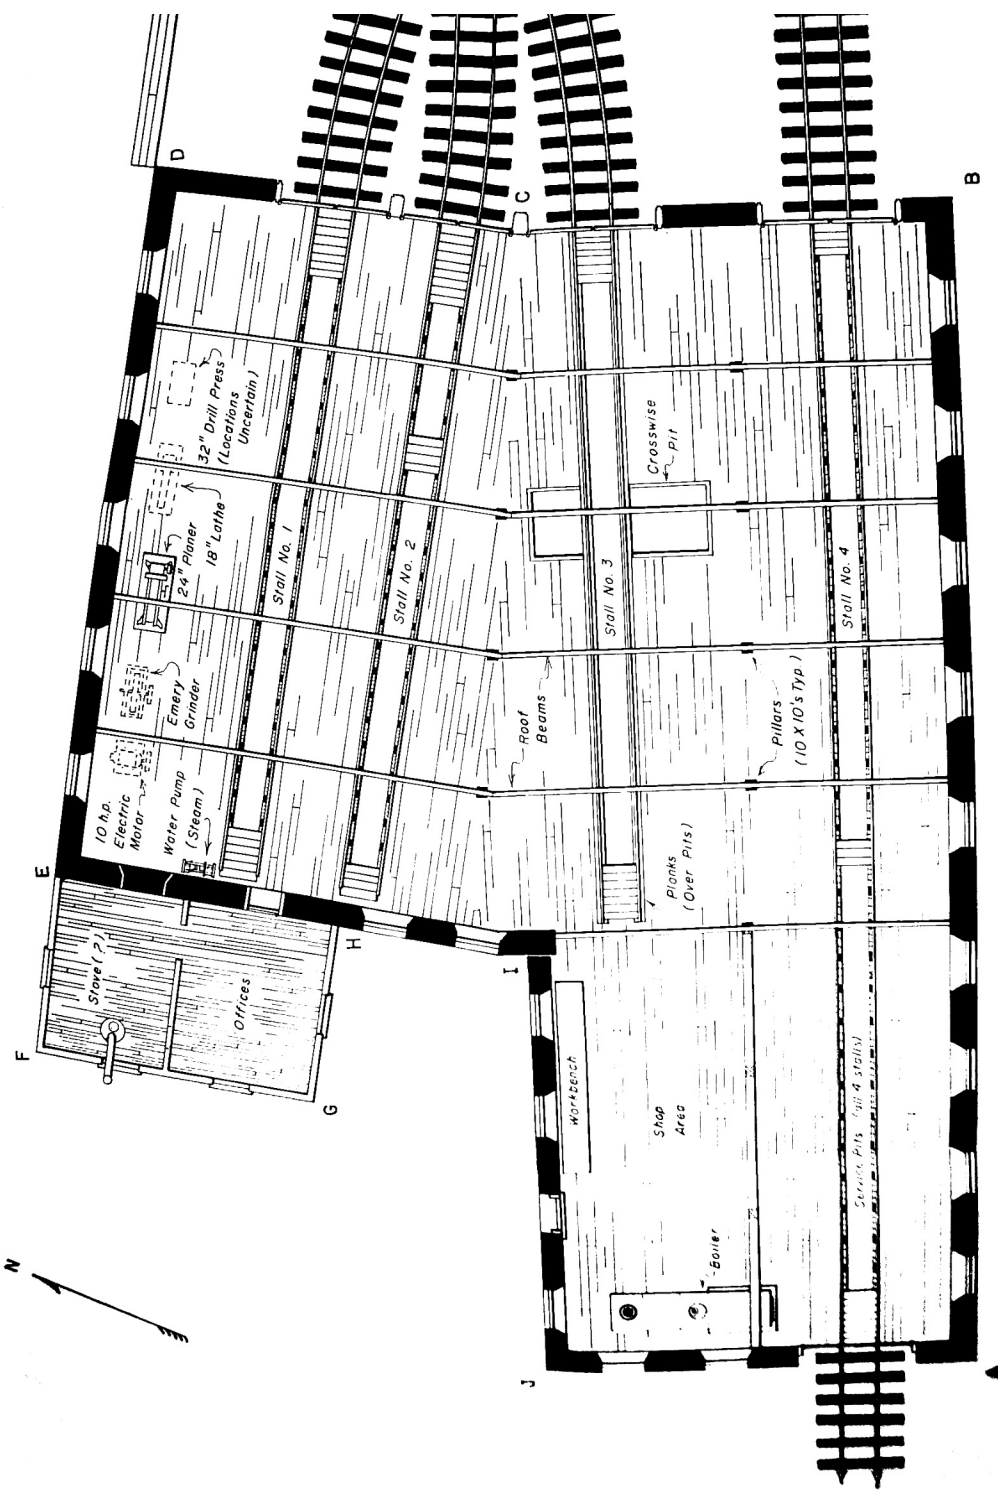 D
C
B
32" Drill Press
(Locations
Uncertain)
18" Lathe
24" Planer
Emery
Grinder
10 h.p.
Electric
Motor
Water Pump
(Steam)
Stall No. 1
Stall No. 2
Stall No. 3
Stall No. 4
Crosswise
Pit
Roof
Beams
Pillars
(10 X 10's Typ.)
Planks
(Over Pits)
E
H
I
F
G
Stove (?)
Offices
Workbench
Shop
Area
Service Pits (all 4 stalls)
Boiler
N
J